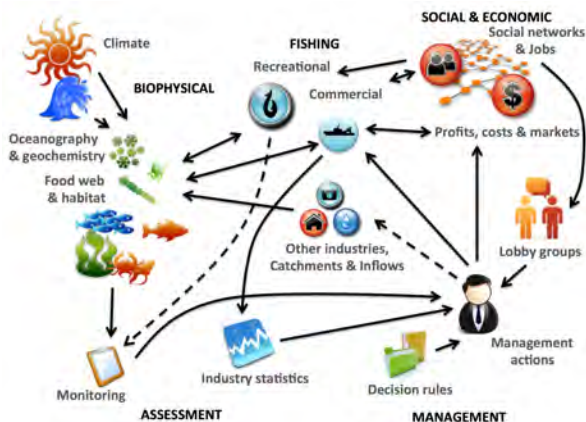 SOCIAL & ECONOMIC
Climate
Social networks
& Jobs
FISHING
Recreational
BIOPHYSICAL
Commercial
Oceanography
& geochemistry
Profits, costs & markets
Food web
& habitat
Other industries,
Catchments & Inflows
Lobby groups
Management
actions
Industry statistics
Monitoring
Decision rules
ASSESSMENT
MANAGEMENT